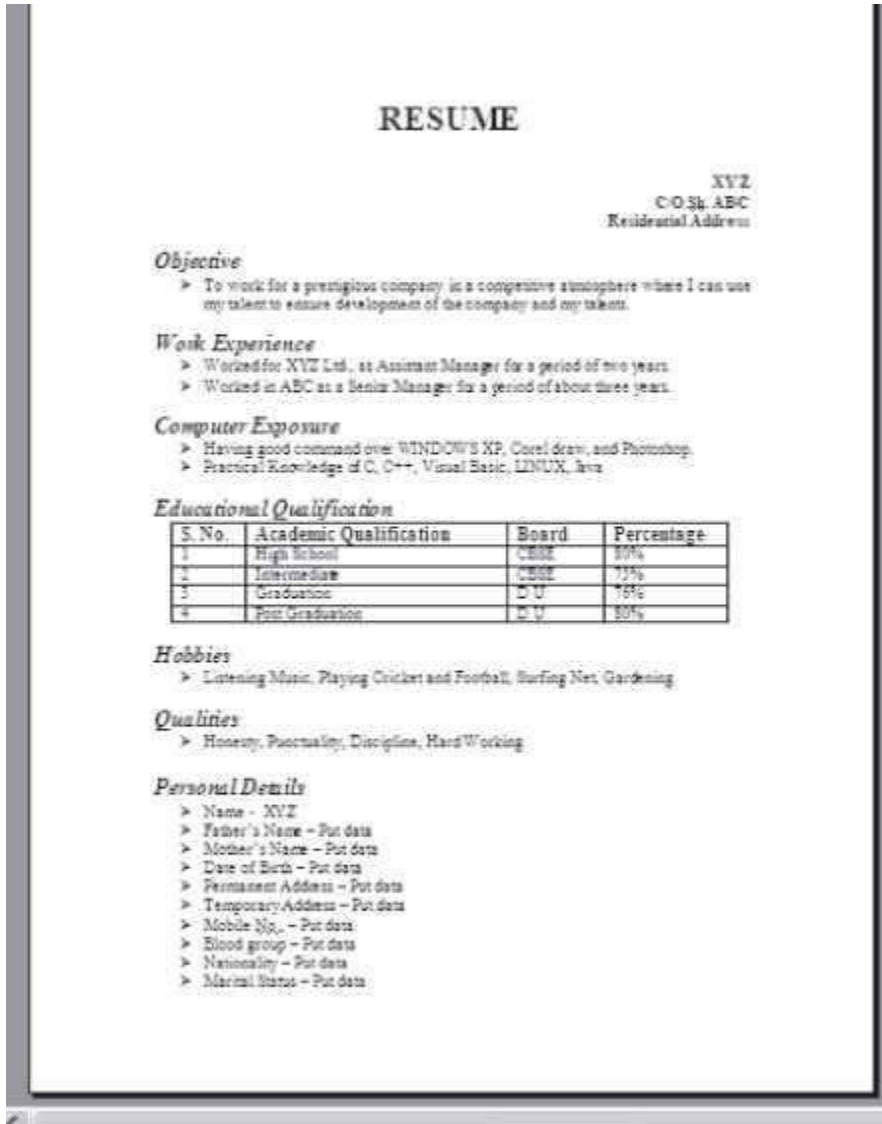 RESUME
XYZ
C/O Sh. ABC
Residential Address
Objective
➢ To work for a prestigious company in a competitive atmosphere where I can use
my talent to ensure development of the company and my talents.
Work Experience
➢ Worked for XYZ Ltd., as Assistant Manager for a period of two years.
➢ Worked in ABC as a Senior Manager for a period of about three years.
Computer Exposure
➢ Having good command over WINDOWS XP, Corel draw, and Photoshop.
➢ Practical Knowledge of C, C++, Visual Basic, LINUX, Java
Educational Qualification
S. No. Academic Qualification Board Percentage
1 High School CBSE 80%
2 Intermediate CBSE 75%
3 Graduation D U 76%
4 Post Graduation D U 80%
Hobbies
➢ Listening Music, Playing Cricket and Football, Surfing Net, Gardening
Qualities
➢ Honesty, Punctuality, Discipline, Hard Working
Personal Details
➢ Name - XYZ
➢ Father's Name – Put data
➢ Mother's Name – Put data
➢ Date of Birth – Put data
➢ Permanent Address – Put data
➢ Temporary Address – Put data
➢ Mobile No,. – Put data
➢ Blood group – Put data
➢ Nationality – Put data
➢ Marital Status – Put data